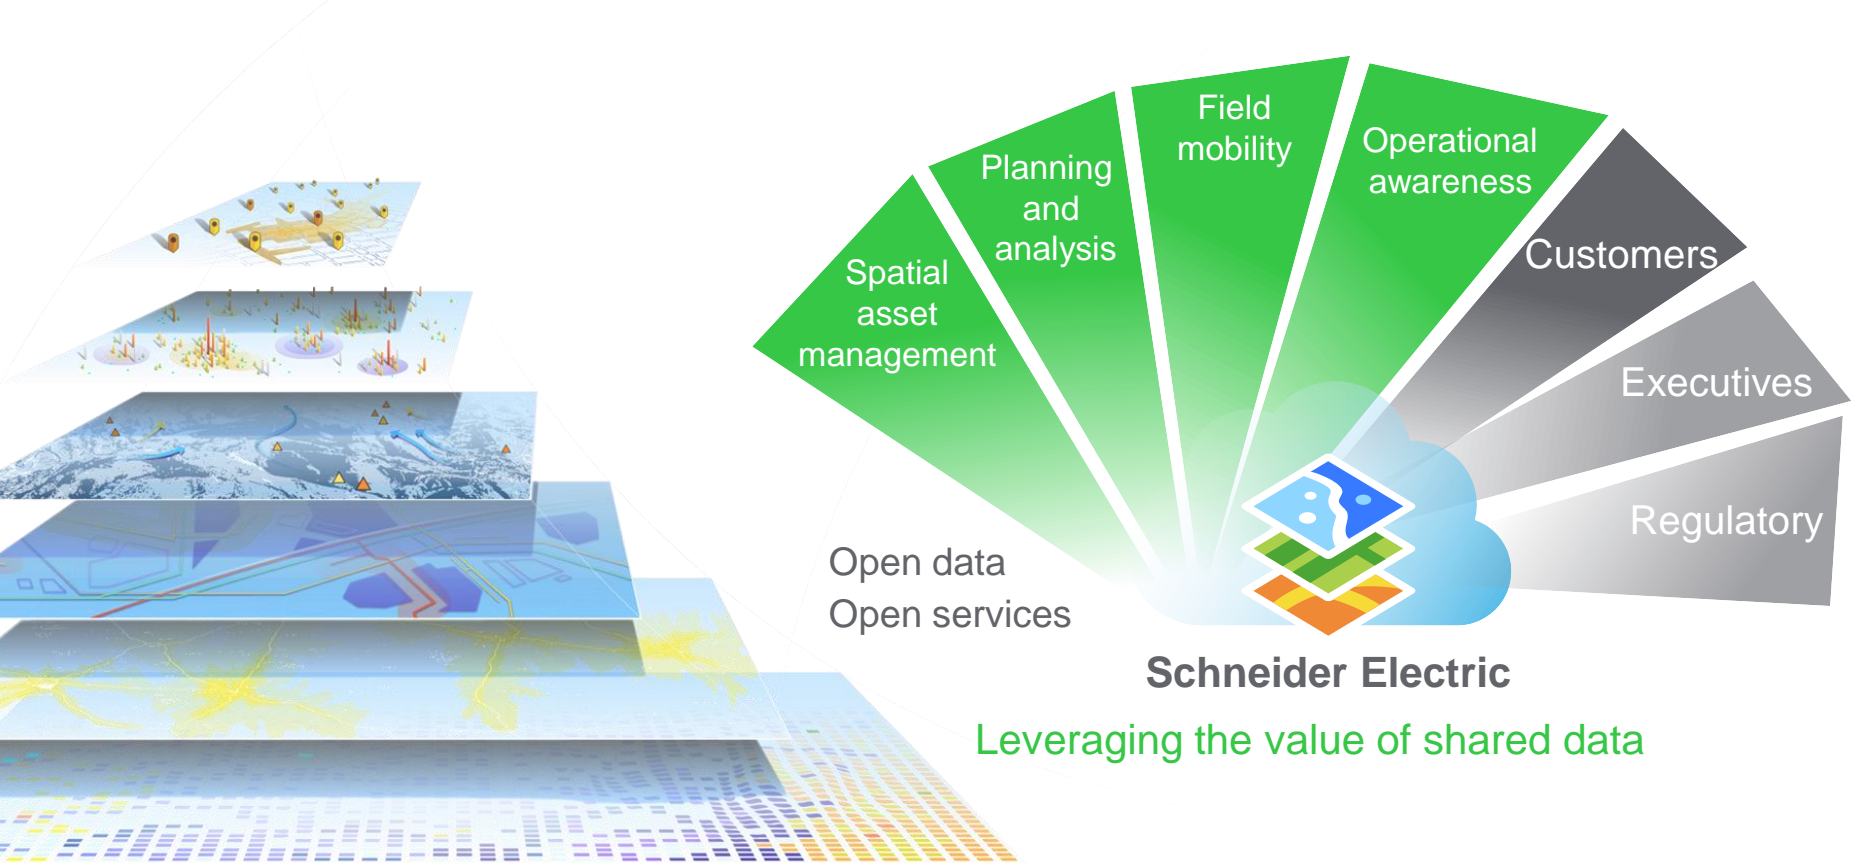 Spatial
asset
management
Planning
and
analysis
Field
mobility
Operational
awareness
Customers
Executives
Regulatory
Open data
Open services
Schneider Electric
Leveraging the value of shared data